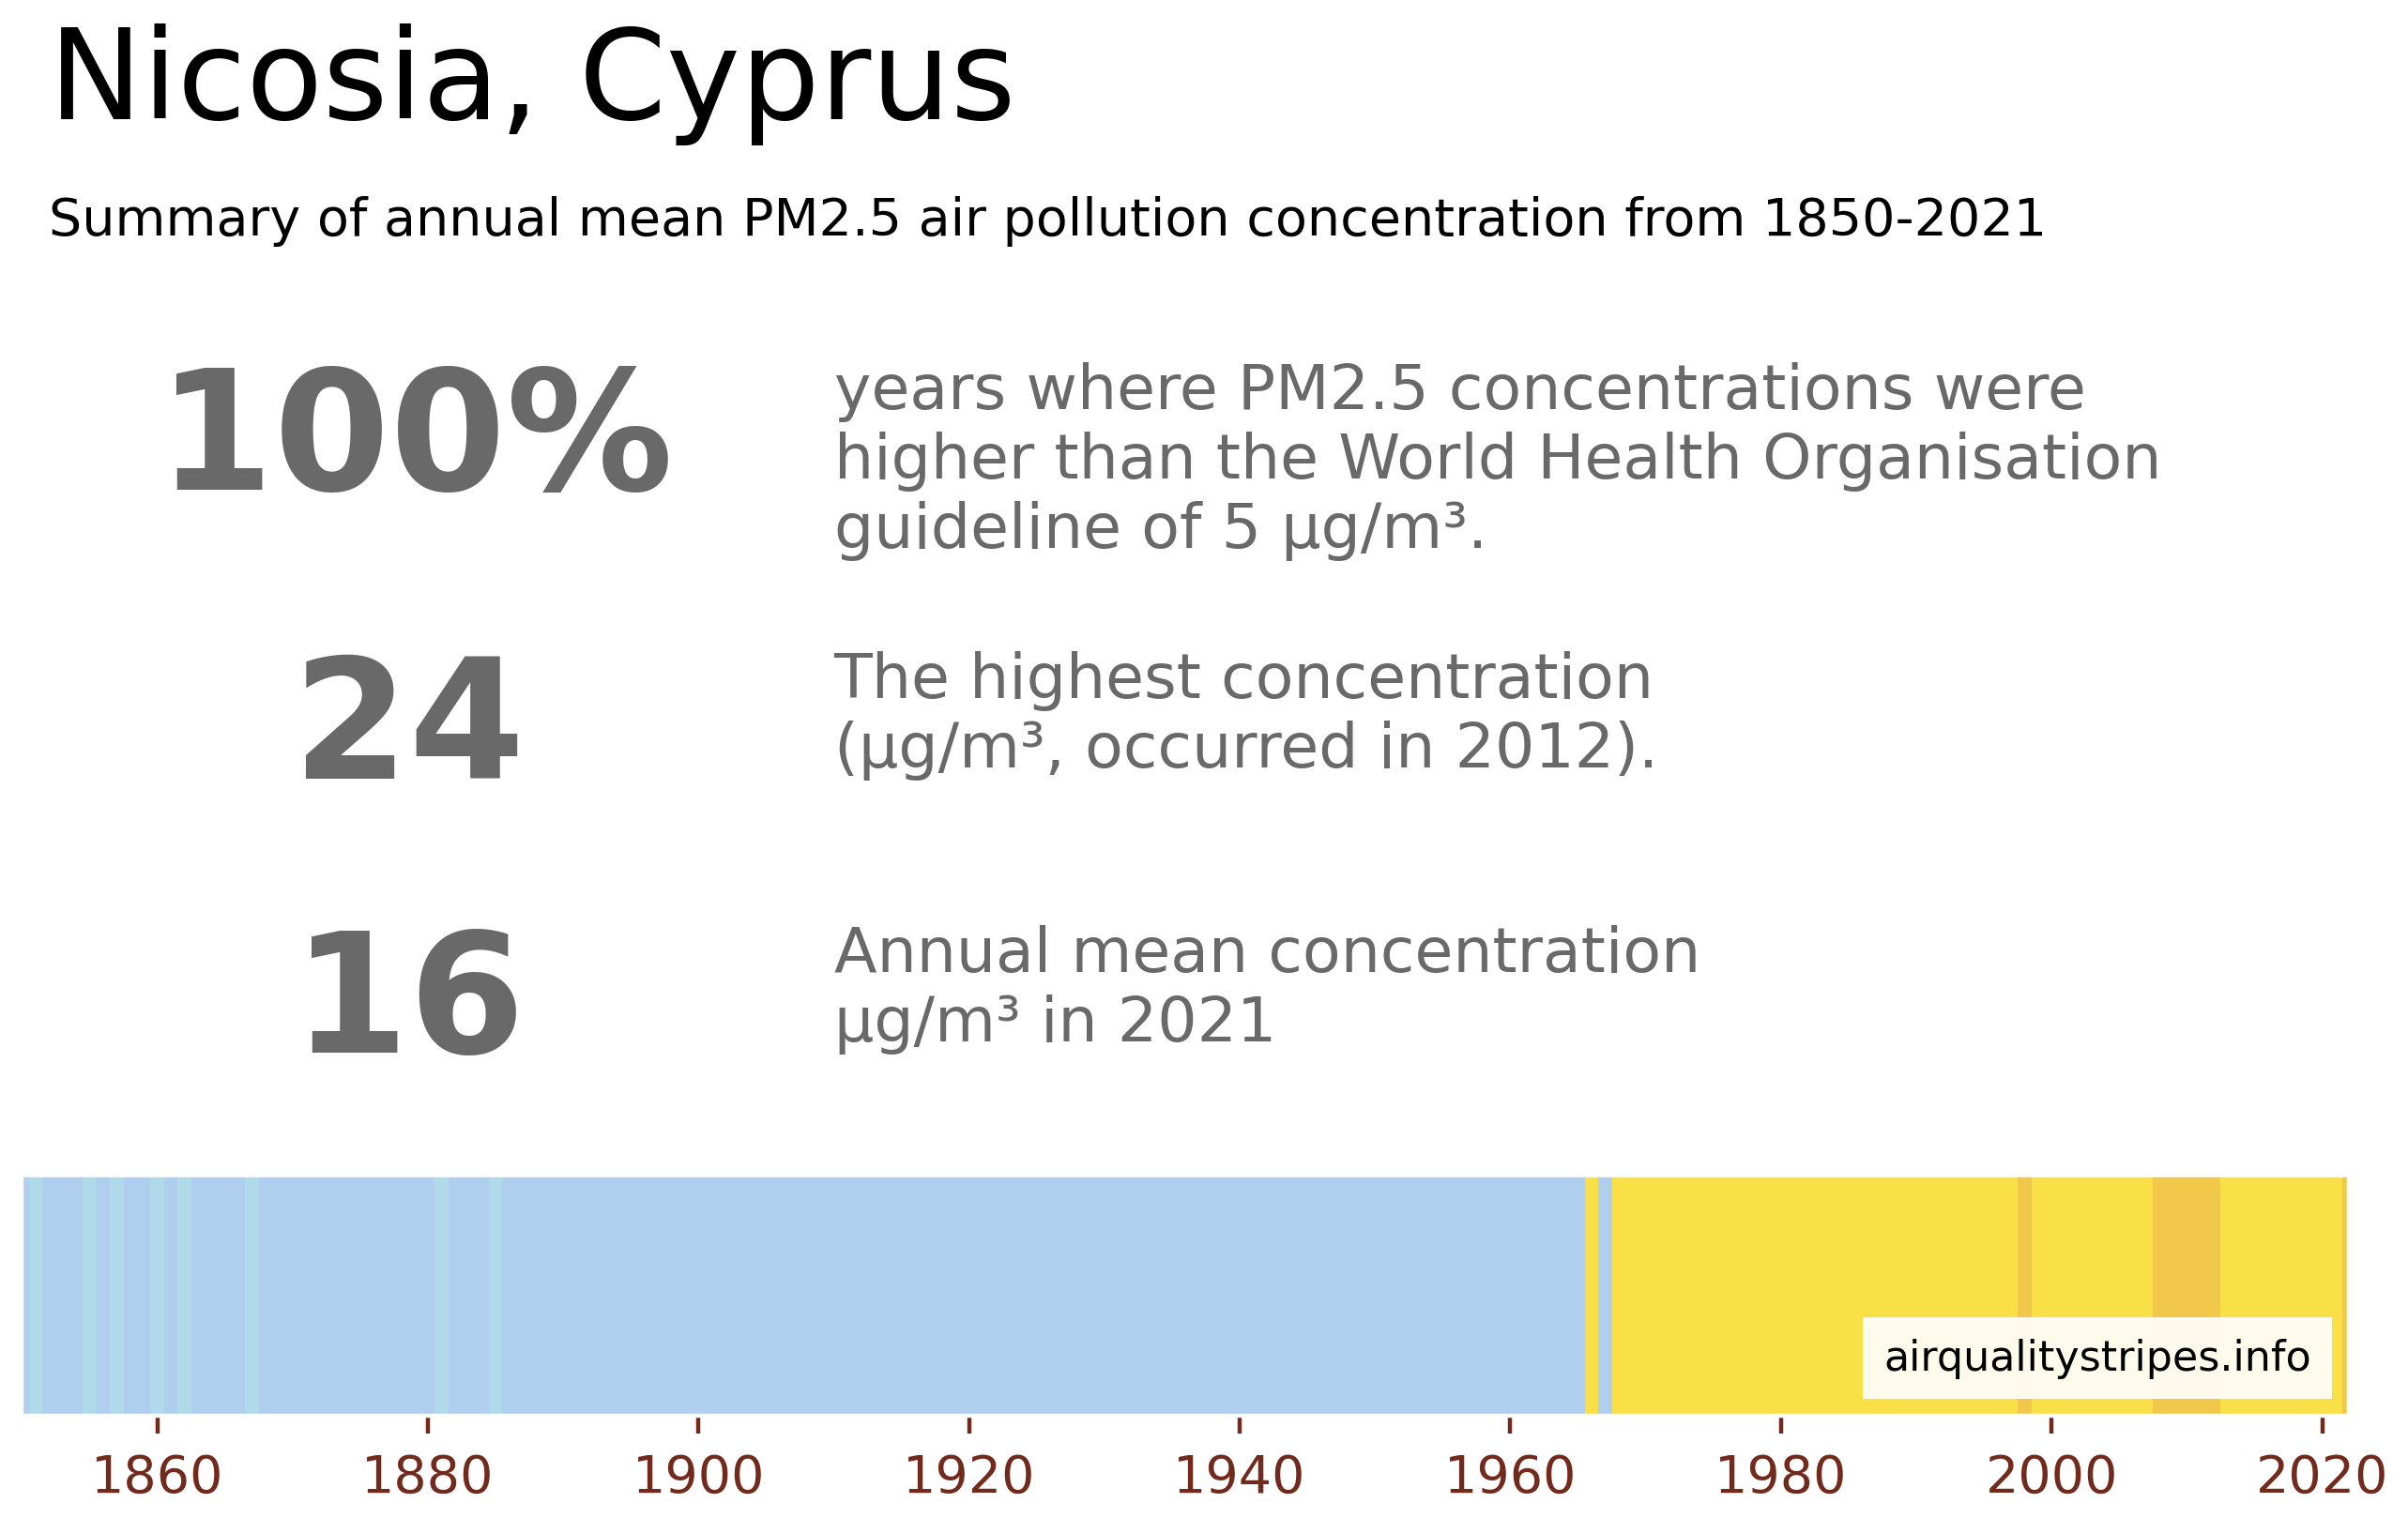 Nicosia, Cyprus
Summary of annual mean PM2.5 air pollution concentration from 1850-2021
100%
years where PM2.5 concentrations were
higher than the World Health Organisation
guideline of 5 µg/m³.
24
The highest concentration
(µg/m³, occurred in 2012).
16
Annual mean concentration
µg/m³ in 2021
airqualitystripes.info
1860 1880 1900 1920 1940 1960 1980 2000 2020